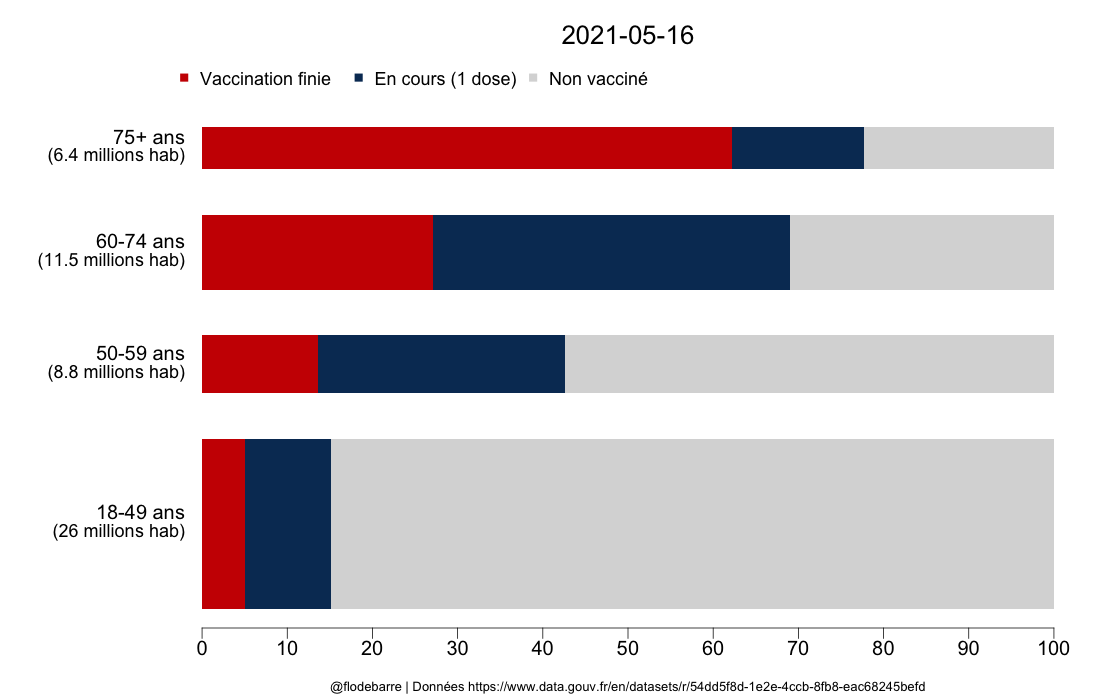 2021-05-16
Vaccination finie En cours (1 dose) Non vacciné
75+ ans
(6.4 millions hab)
60-74 ans
(11.5 millions hab)
50-59 ans
(8.8 millions hab)
18-49 ans
(26 millions hab)
0 10 20 30 40 50 60 70 80 90 100
@flodebarre | Données https://www.data.gouv.fr/en/datasets/r/54dd5f8d-1e2e-4ccb-8fb8-eac68245befd